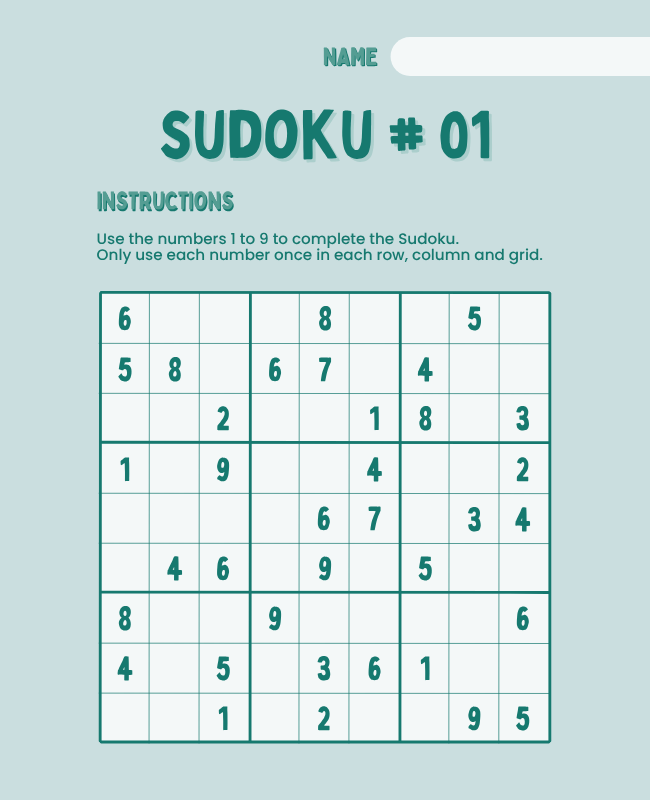 NAME
SUDOKU # 01
INSTRUCTIONS
Use the numbers 1 to 9 to complete the Sudoku.
Only use each number once in each row, column and grid.
6 8 5
5 8 6 7 4
2 1 8 3
1 9 4 2
6 7 3 4
4 6 9 5
8 9 6
4 5 3 6 1
1 2 9 5